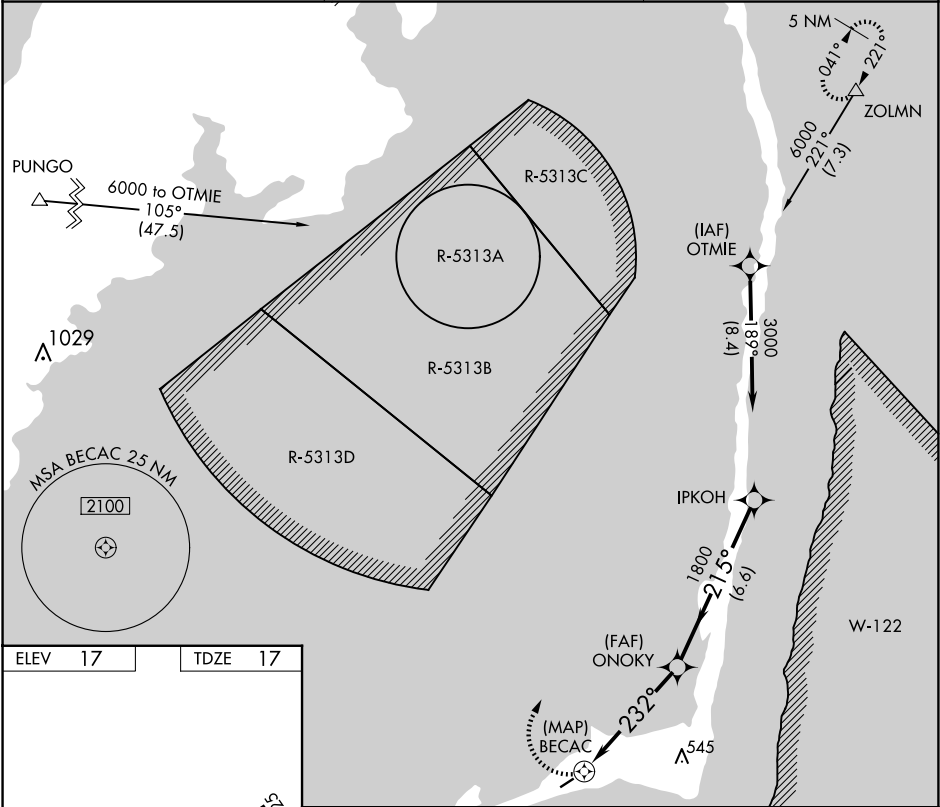 5 NM
041°
221°
ZOLMN
6000
221°
(7.3)
PUNGO
6000 to OTMIE
105°
(47.5)
R-5313C
R-5313A
(IAF)
OTMIE
3000
189°
(8.4)
1029
R-5313B
R-5313D
MSA BECAC 25 NM
2100
IPKOH
1800
215°
(6.6)
W-122
(FAF)
ONOKY
232°
(MAP)
BECAC
545
ELEV 17
TDZE 17